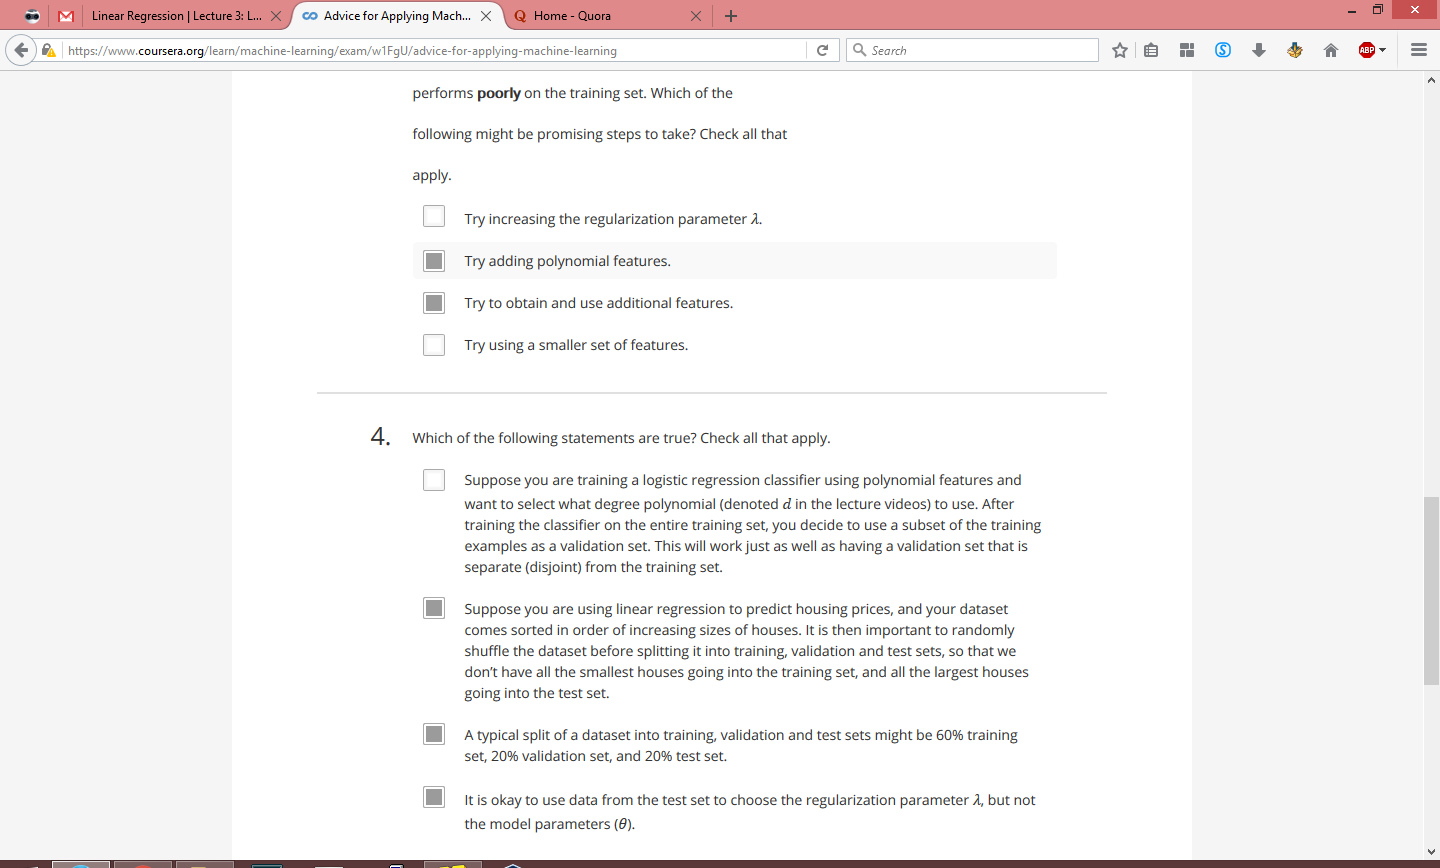 Linear Regression | Lecture 3: L...
Advice for Applying Mach...
Home - Quora
https://www.coursera.org/learn/machine-learning/exam/w1FgU/advice-for-applying-machine-learning
Search
ABP
performs poorly on the training set. Which of the
following might be promising steps to take? Check all that
apply.
Try increasing the regularization parameter λ.
Try adding polynomial features.
Try to obtain and use additional features.
Try using a smaller set of features.
4. Which of the following statements are true? Check all that apply.
Suppose you are training a logistic regression classifier using polynomial features and
want to select what degree polynomial (denoted d in the lecture videos) to use. After
training the classifier on the entire training set, you decide to use a subset of the training
examples as a validation set. This will work just as well as having a validation set that is
separate (disjoint) from the training set.
Suppose you are using linear regression to predict housing prices, and your dataset
comes sorted in order of increasing sizes of houses. It is then important to randomly
shuffle the dataset before splitting it into training, validation and test sets, so that we
don’t have all the smallest houses going into the training set, and all the largest houses
going into the test set.
A typical split of a dataset into training, validation and test sets might be 60% training
set, 20% validation set, and 20% test set.
It is okay to use data from the test set to choose the regularization parameter λ, but not
the model parameters (θ).